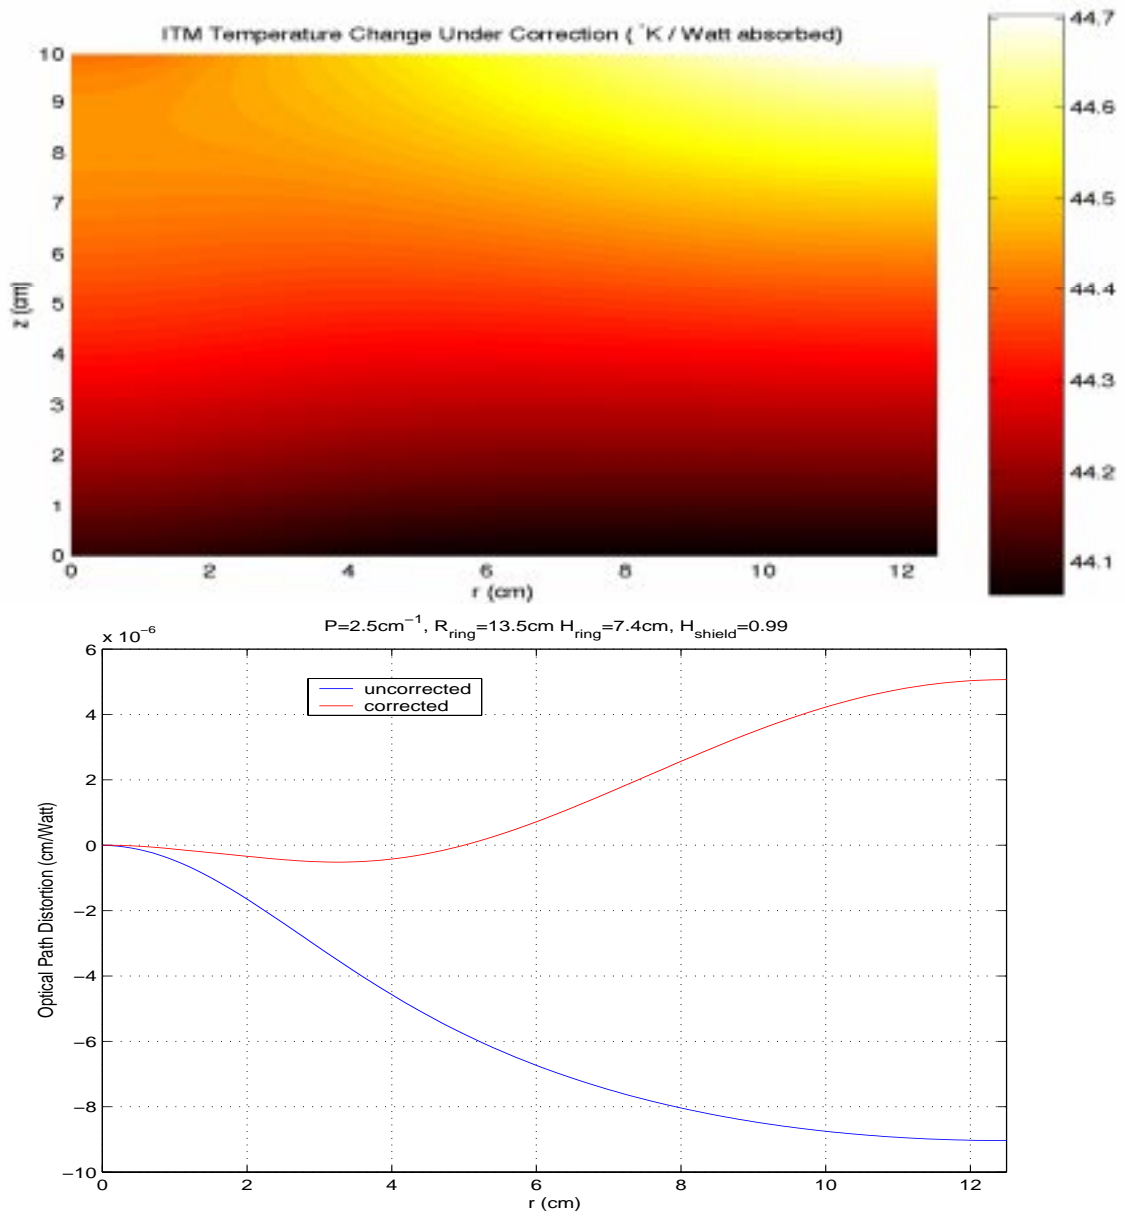 ITM Temperature Change Under Correction ( °K / Watt absorbed)
10
9
8
7
6
5
4
3
2
1
0
z (cm)
0 2 4 6 8 10 12
r (cm)
44.7
44.6
44.5
44.4
44.3
44.2
44.1
P=2.5cm⁻¹, R_ring=13.5cm H_ring=7.4cm, H_shield=0.99
x 10⁻⁶
6
4
2
0
−2
−4
−6
−8
−10
Optical Path Distortion (cm/Watt)
uncorrected
corrected
0 2 4 6 8 10 12
r (cm)